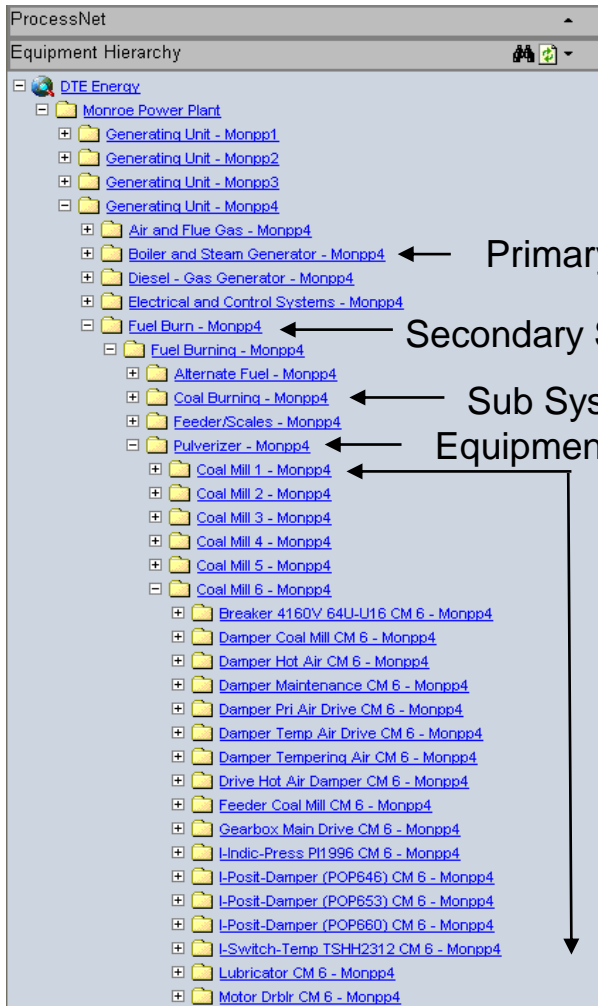 ProcessNet
Equipment Hierarchy
DTE Energy
Monroe Power Plant
Generating Unit - Monpp1
Generating Unit - Monpp2
Generating Unit - Monpp3
Generating Unit - Monpp4
Air and Flue Gas - Monpp4
Boiler and Steam Generator - Monpp4
Primary
Diesel - Gas Generator - Monpp4
Electrical and Control Systems - Monpp4
Fuel Burn - Monpp4
Secondary S
Fuel Burning - Monpp4
Alternate Fuel - Monpp4
Coal Burning - Monpp4
Sub Sys
Feeder/Scales - Monpp4
Pulverizer - Monpp4
Equipmen
Coal Mill 1 - Monpp4
Coal Mill 2 - Monpp4
Coal Mill 3 - Monpp4
Coal Mill 4 - Monpp4
Coal Mill 5 - Monpp4
Coal Mill 6 - Monpp4
Breaker 4160V 64U-U16 CM 6 - Monpp4
Damper Coal Mill CM 6 - Monpp4
Damper Hot Air CM 6 - Monpp4
Damper Maintenance CM 6 - Monpp4
Damper Pri Air Drive CM 6 - Monpp4
Damper Temp Air Drive CM 6 - Monpp4
Damper Tempering Air CM 6 - Monpp4
Drive Hot Air Damper CM 6 - Monpp4
Feeder Coal Mill CM 6 - Monpp4
Gearbox Main Drive CM 6 - Monpp4
I-Indic-Press PI1996 CM 6 - Monpp4
I-Posit-Damper (POP646) CM 6 - Monpp4
I-Posit-Damper (POP653) CM 6 - Monpp4
I-Posit-Damper (POP660) CM 6 - Monpp4
I-Switch-Temp TSHH2312 CM 6 - Monpp4
Lubricator CM 6 - Monpp4
Motor Drblr CM 6 - Monpp4